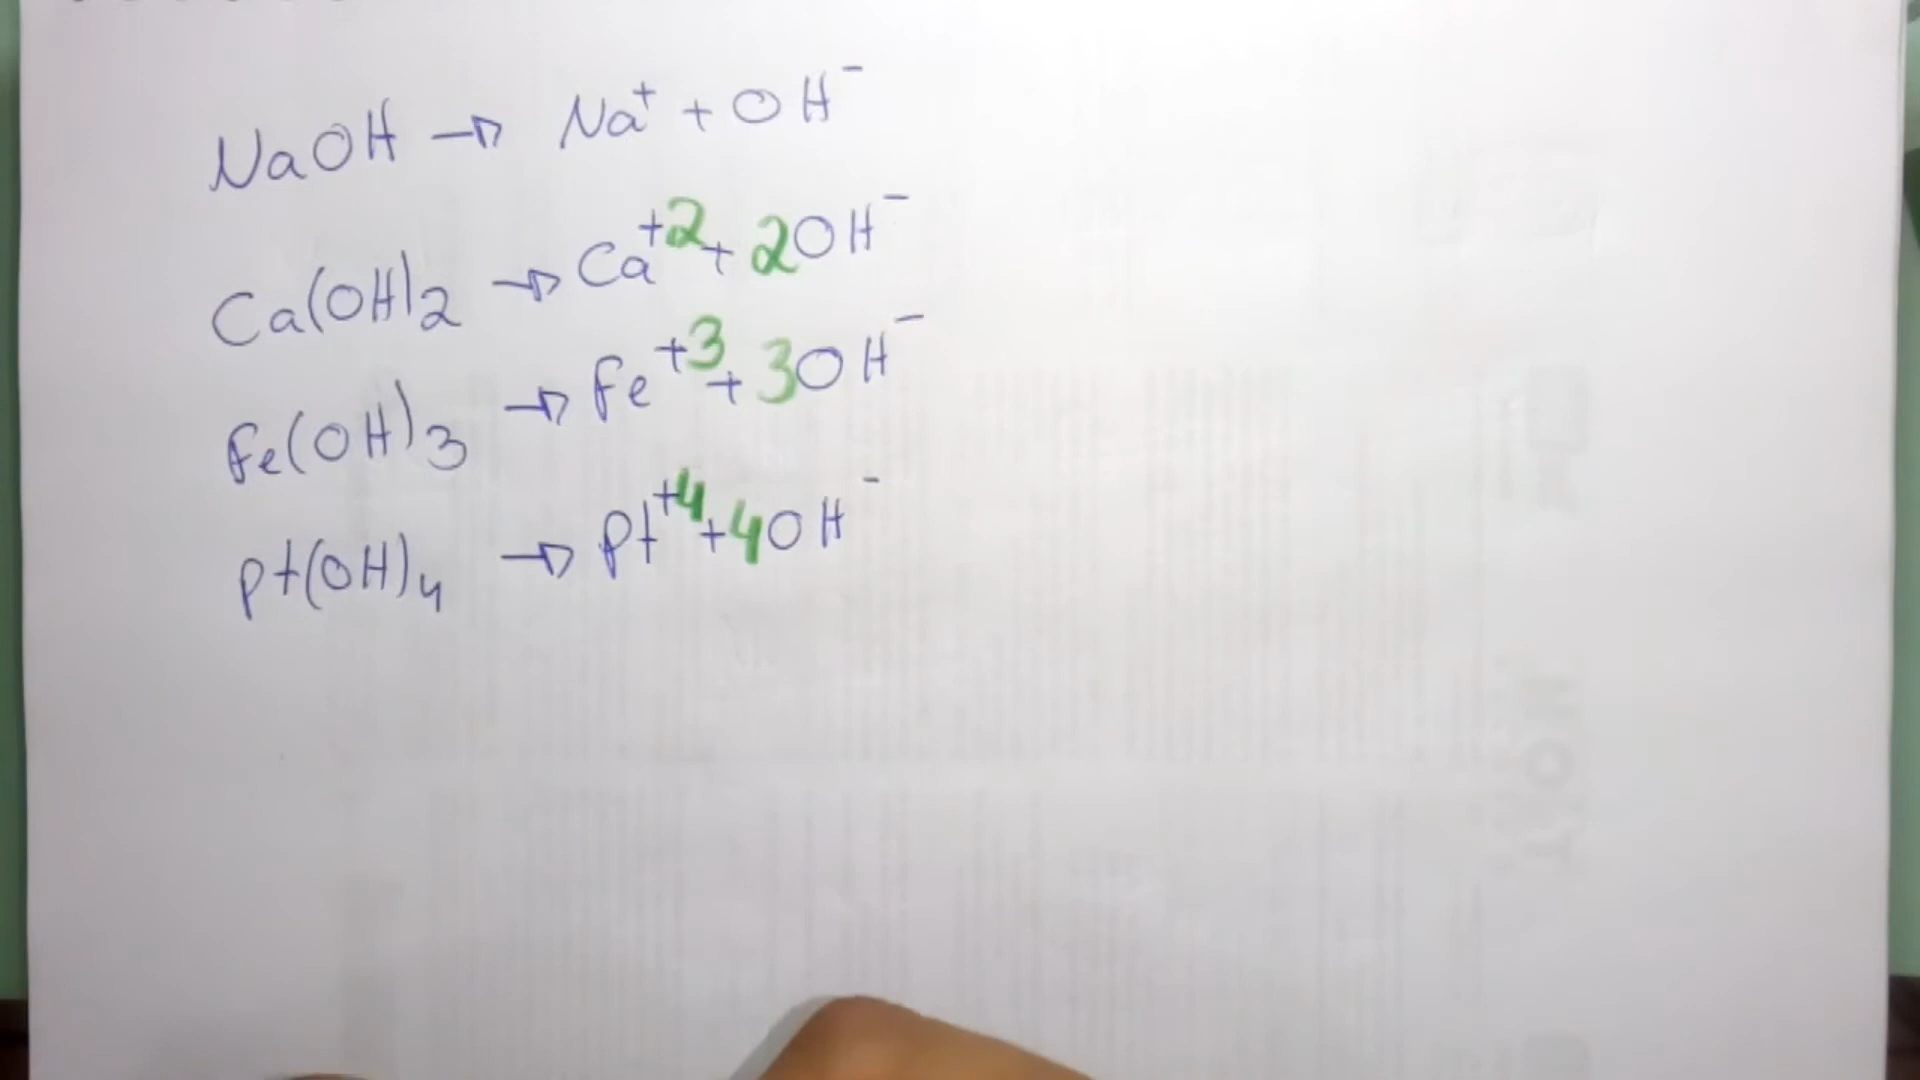 NaOH → Na⁺ + OH⁻
Ca(OH)₂ → Ca⁺² + 2OH⁻
Fe(OH)₃ → Fe⁺³ + 3OH⁻
Pt(OH)₄ → Pt⁺⁴ + 4OH⁻